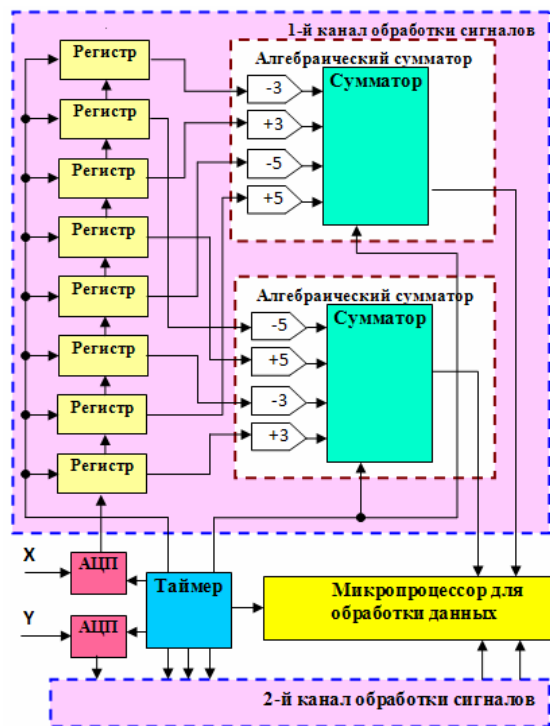 1-й канал обработки сигналов
Регистр
Алгебраический сумматор
Сумматор
-3
Регистр
+3
Регистр
-5
+5
Регистр
Регистр
Алгебраический сумматор
Сумматор
-5
Регистр
+5
-3
Регистр
+3
Регистр
X
АЦП
Таймер
Микропроцессор для
обработки данных
Y
АЦП
2-й канал обработки сигналов